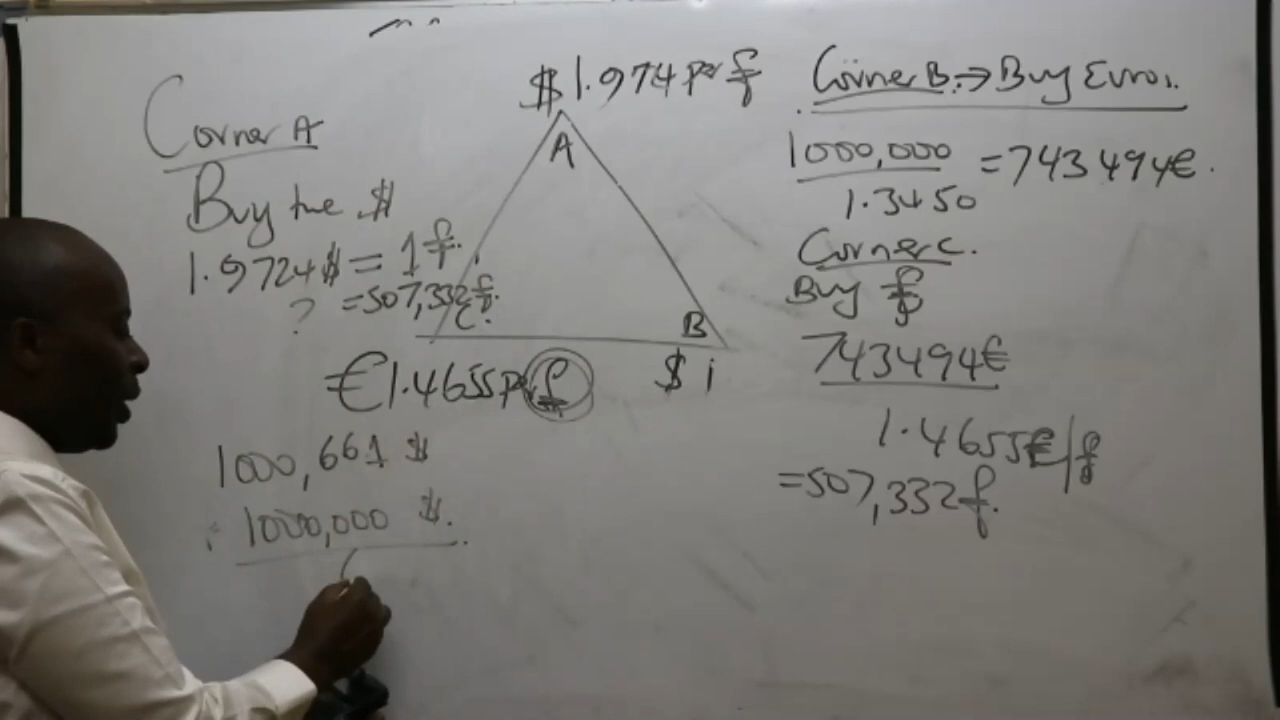 Corner A
Buy the $
1.9724$ = 1£.
? =507,332£.
$1.974 per £
A
B
C.
€1.4655 per £
$ 1
1000,661 $
1000,000 $.
Corner B. → Buy Euro.
1000,000 = 743494€.
1.3450
Corner C.
Buy £
743494€
1.4655€/£
=507,332£.